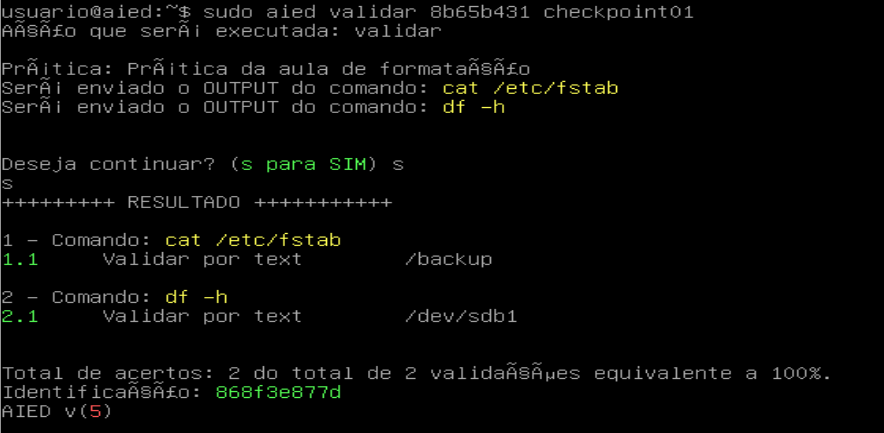 usuario@aied:~$ sudo aied validar 8b65b431 checkpoint01
AÃ§Ã£o que serÃ¡ executada: validar
PrÃ¡tica: PrÃ¡tica da aula de formataÃ§Ã£o
SerÃ¡ enviado o OUTPUT do comando: cat /etc/fstab
SerÃ¡ enviado o OUTPUT do comando: df -h
Deseja continuar? (s para SIM) s
s
+++++++++ RESULTADO +++++++++++
1 - Comando: cat /etc/fstab
1.1 Validar por text /backup
2 - Comando: df -h
2.1 Validar por text /dev/sdb1
Total de acertos: 2 do total de 2 validaÃ§Ãµes equivalente a 100%.
IdentificaÃ§Ã£o: 868f3e877d
AIED v(5)